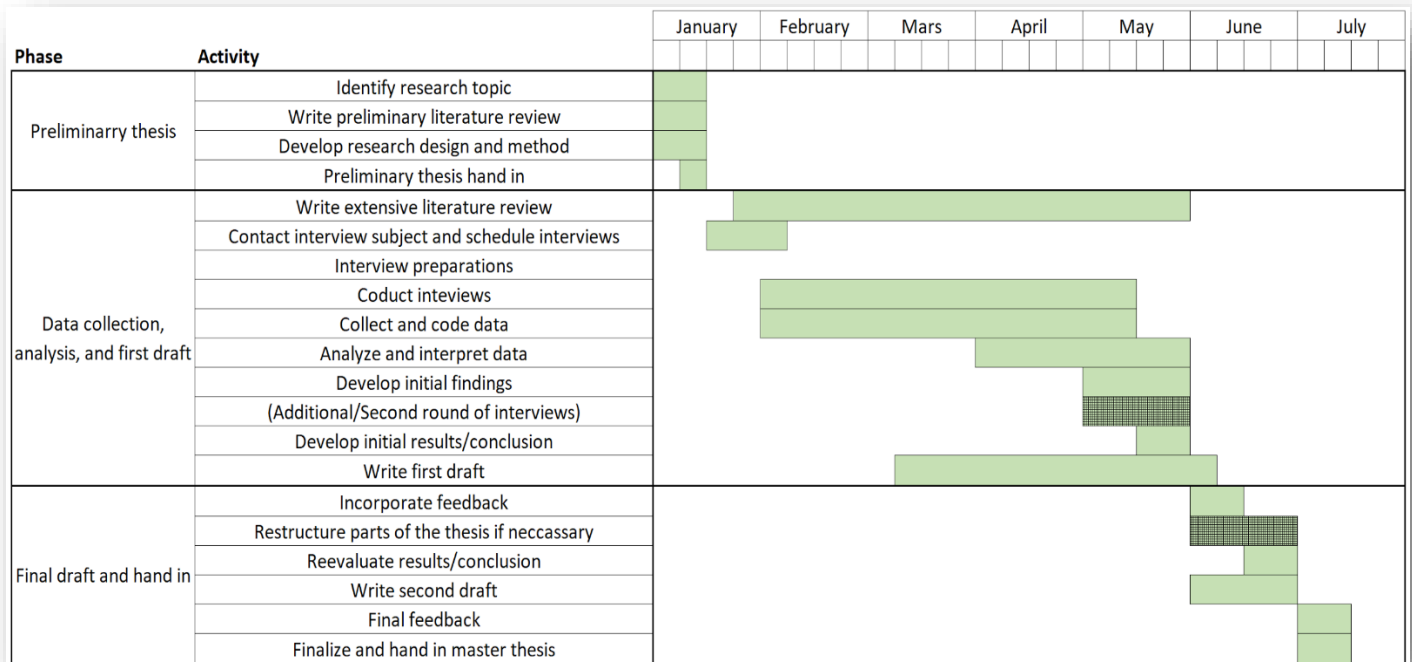 January February Mars April May June July
Phase Activity
Identify research topic
Write preliminary literature review
Preliminarry thesis
Develop research design and method
Preliminary thesis hand in
Write extensive literature review
Contact interview subject and schedule interviews
Interview preparations
Coduct inteviews
Data collection,
analysis, and first draft
Collect and code data
Analyze and interpret data
Develop initial findings
(Additional/Second round of interviews)
Develop initial results/conclusion
Write first draft
Incorporate feedback
Restructure parts of the thesis if neccassary
Reevaluate results/conclusion
Final draft and hand in
Write second draft
Final feedback
Finalize and hand in master thesis